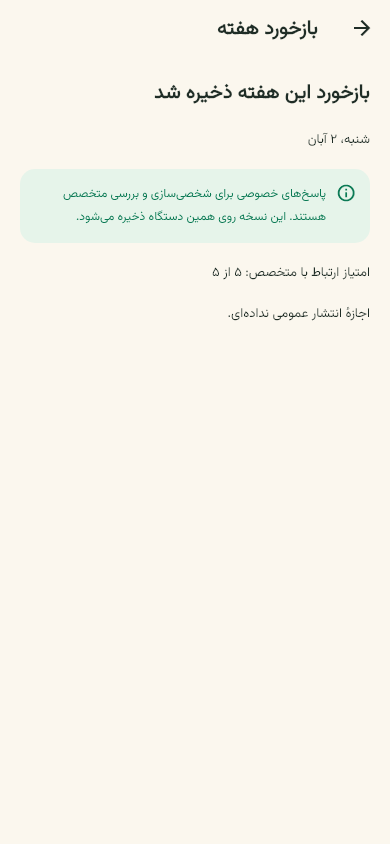 بازخورد هفته
بازخورد این هفته ذخیره شد
شنبه، ۲ آبان
پاسخ‌های خصوصی برای شخصی‌سازی و بررسی متخصص
هستند. این نسخه روی همین دستگاه ذخیره می‌شود.
امتیاز ارتباط با متخصص: ۵ از ۵
اجازهٔ انتشار عمومی نداده‌ای.